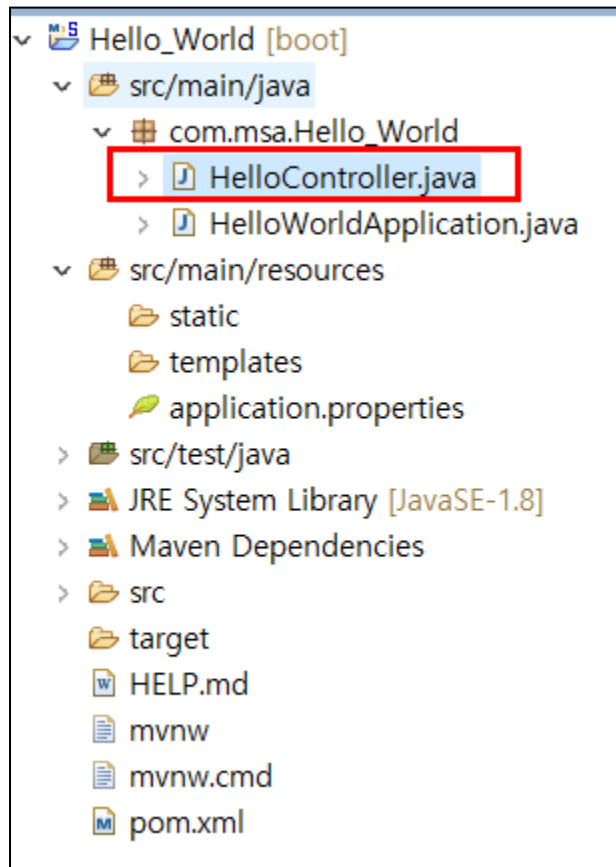 Hello_World [boot]
src/main/java
com.msa.Hello_World
HelloController.java
HelloWorldApplication.java
src/main/resources
static
templates
application.properties
src/test/java
JRE System Library [JavaSE-1.8]
Maven Dependencies
src
target
HELP.md
mvnw
mvnw.cmd
pom.xml